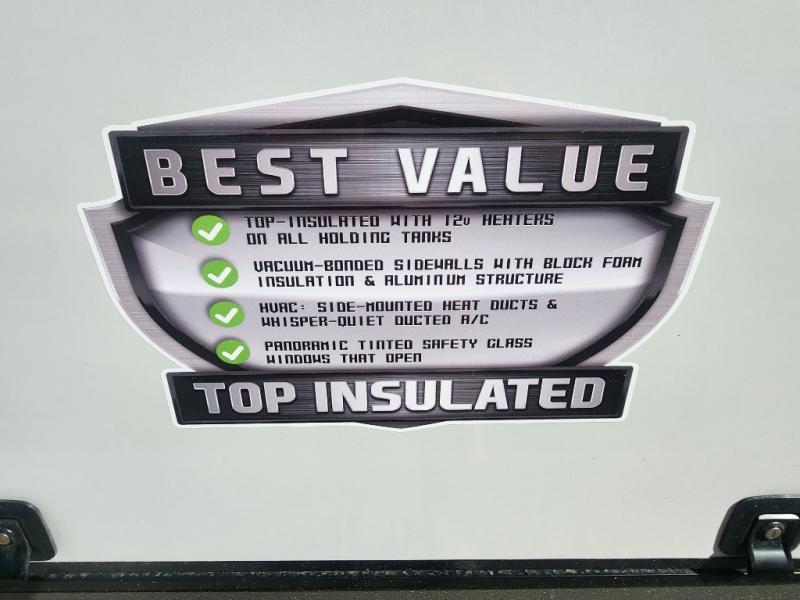 BEST VALUE
TOP-INSULATED WITH 12v HEATERS
ON ALL HOLDING TANKS
VACUUM-BONDED SIDEWALLS WITH BLOCK FOAM
INSULATION & ALUMINUM STRUCTURE
HVAC: SIDE-MOUNTED HEAT DUCTS &
WHISPER-QUIET DUCTED A/C
PANORAMIC TINTED SAFETY GLASS
WINDOWS THAT OPEN
TOP INSULATED